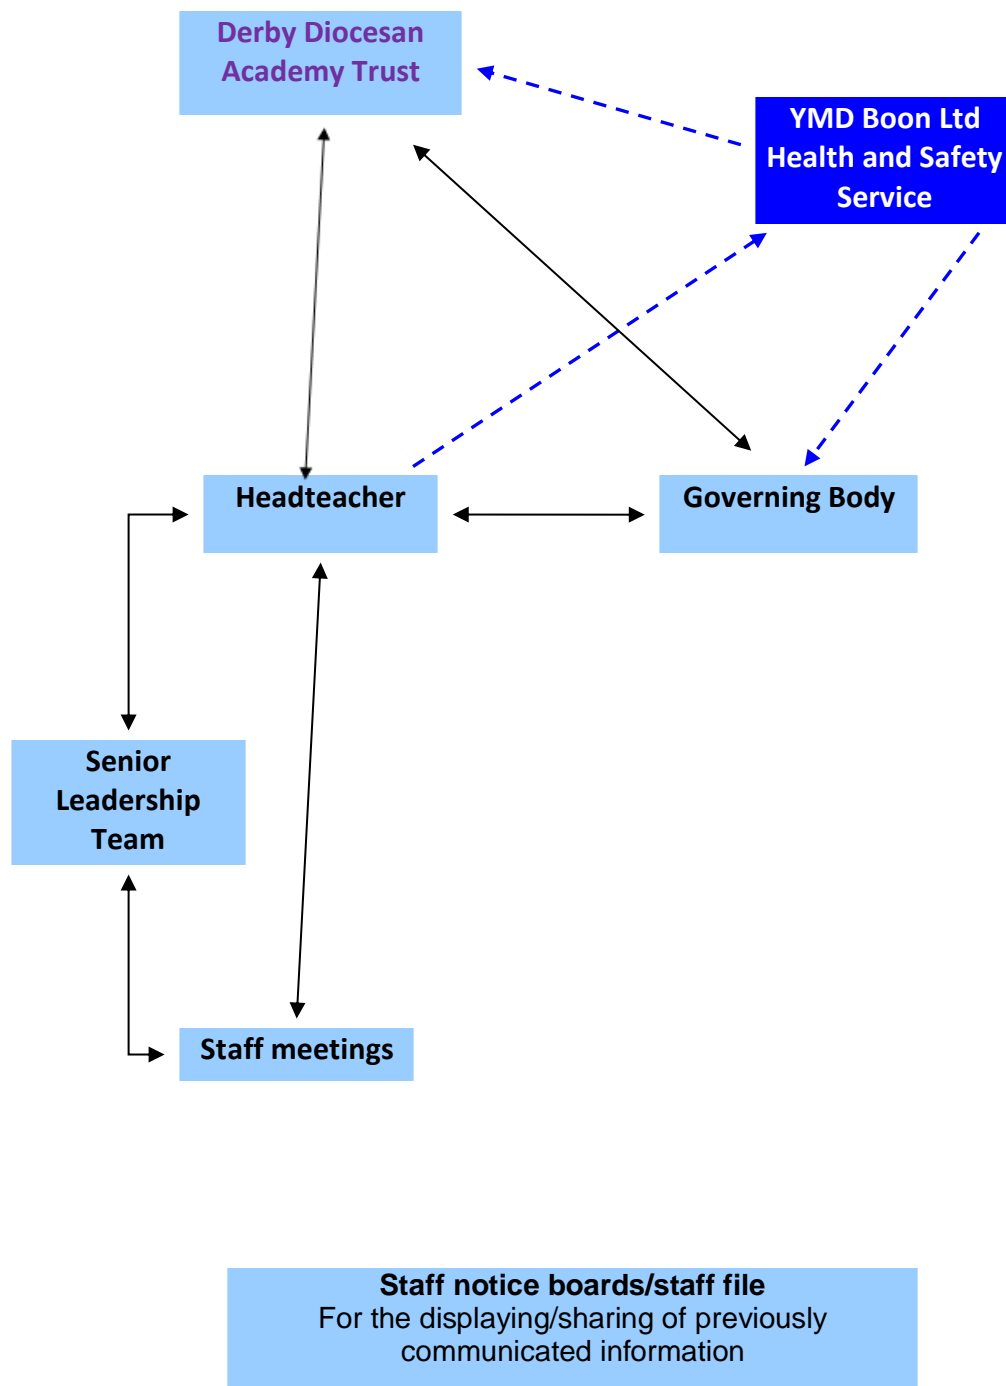 Derby Diocesan
Academy Trust
YMD Boon Ltd
Health and Safety
Service
Headteacher
Governing Body
Senior
Leadership
Team
Staff meetings
Staff notice boards/staff file
For the displaying/sharing of previously
communicated information